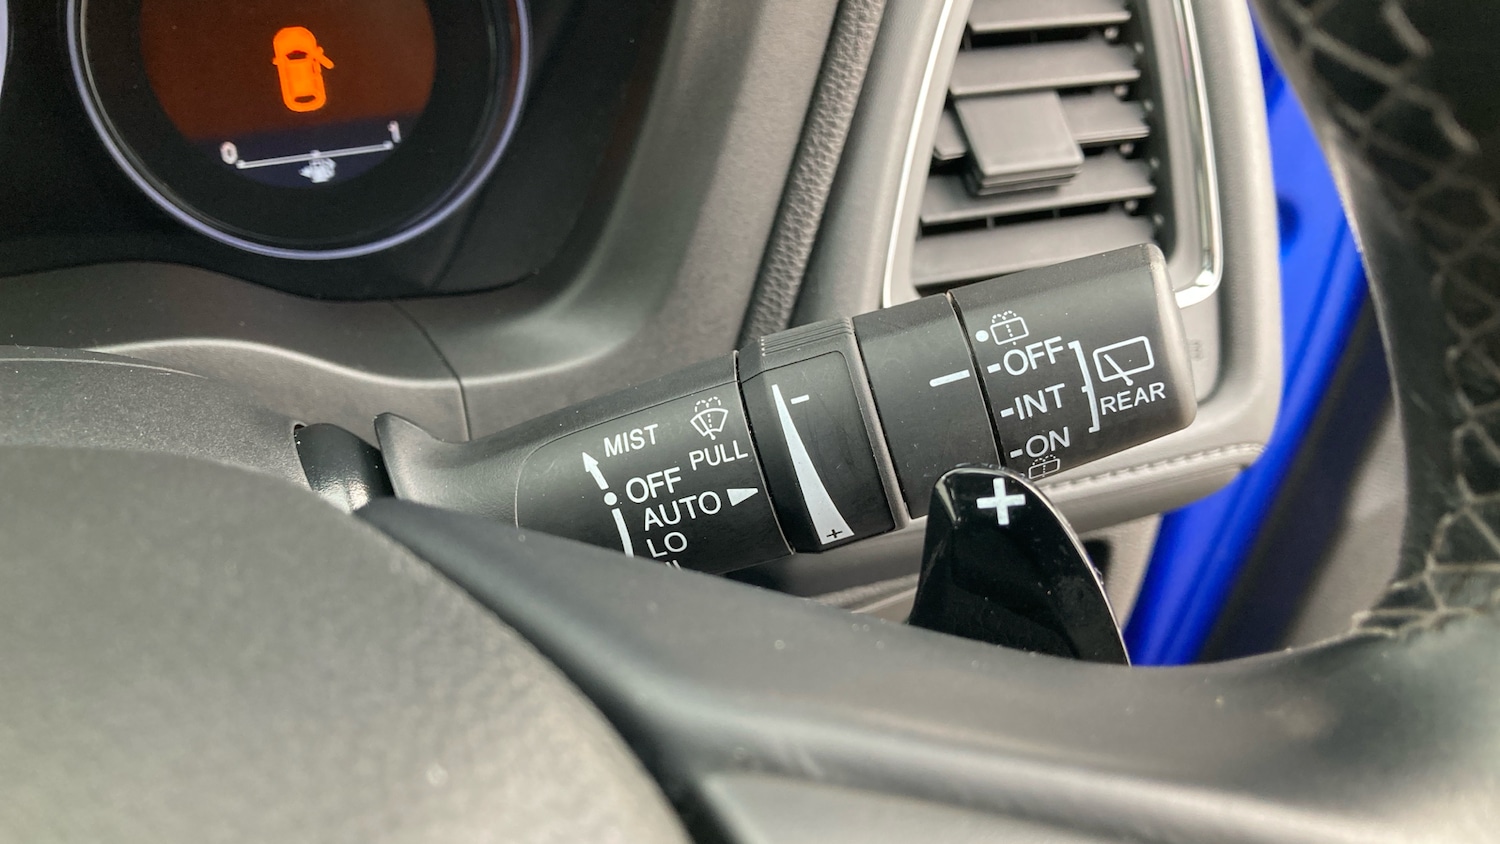 0 1
MIST
PULL
OFF
AUTO
LO
-
+
OFF
INT
ON
REAR
+